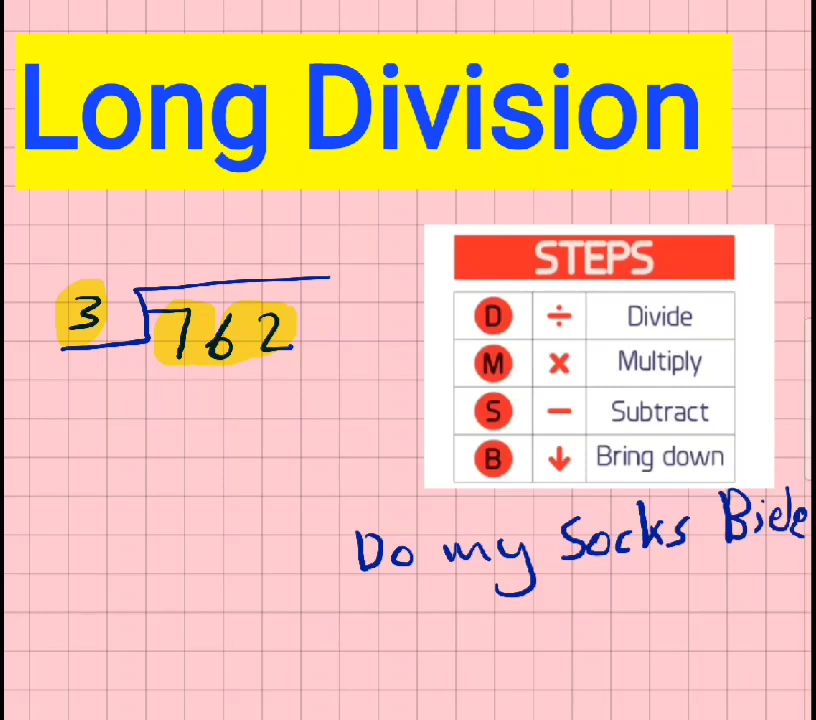 Long Division
STEPS
D ÷ Divide
M × Multiply
S − Subtract
B ↓ Bring down
3 762
Do my Socks